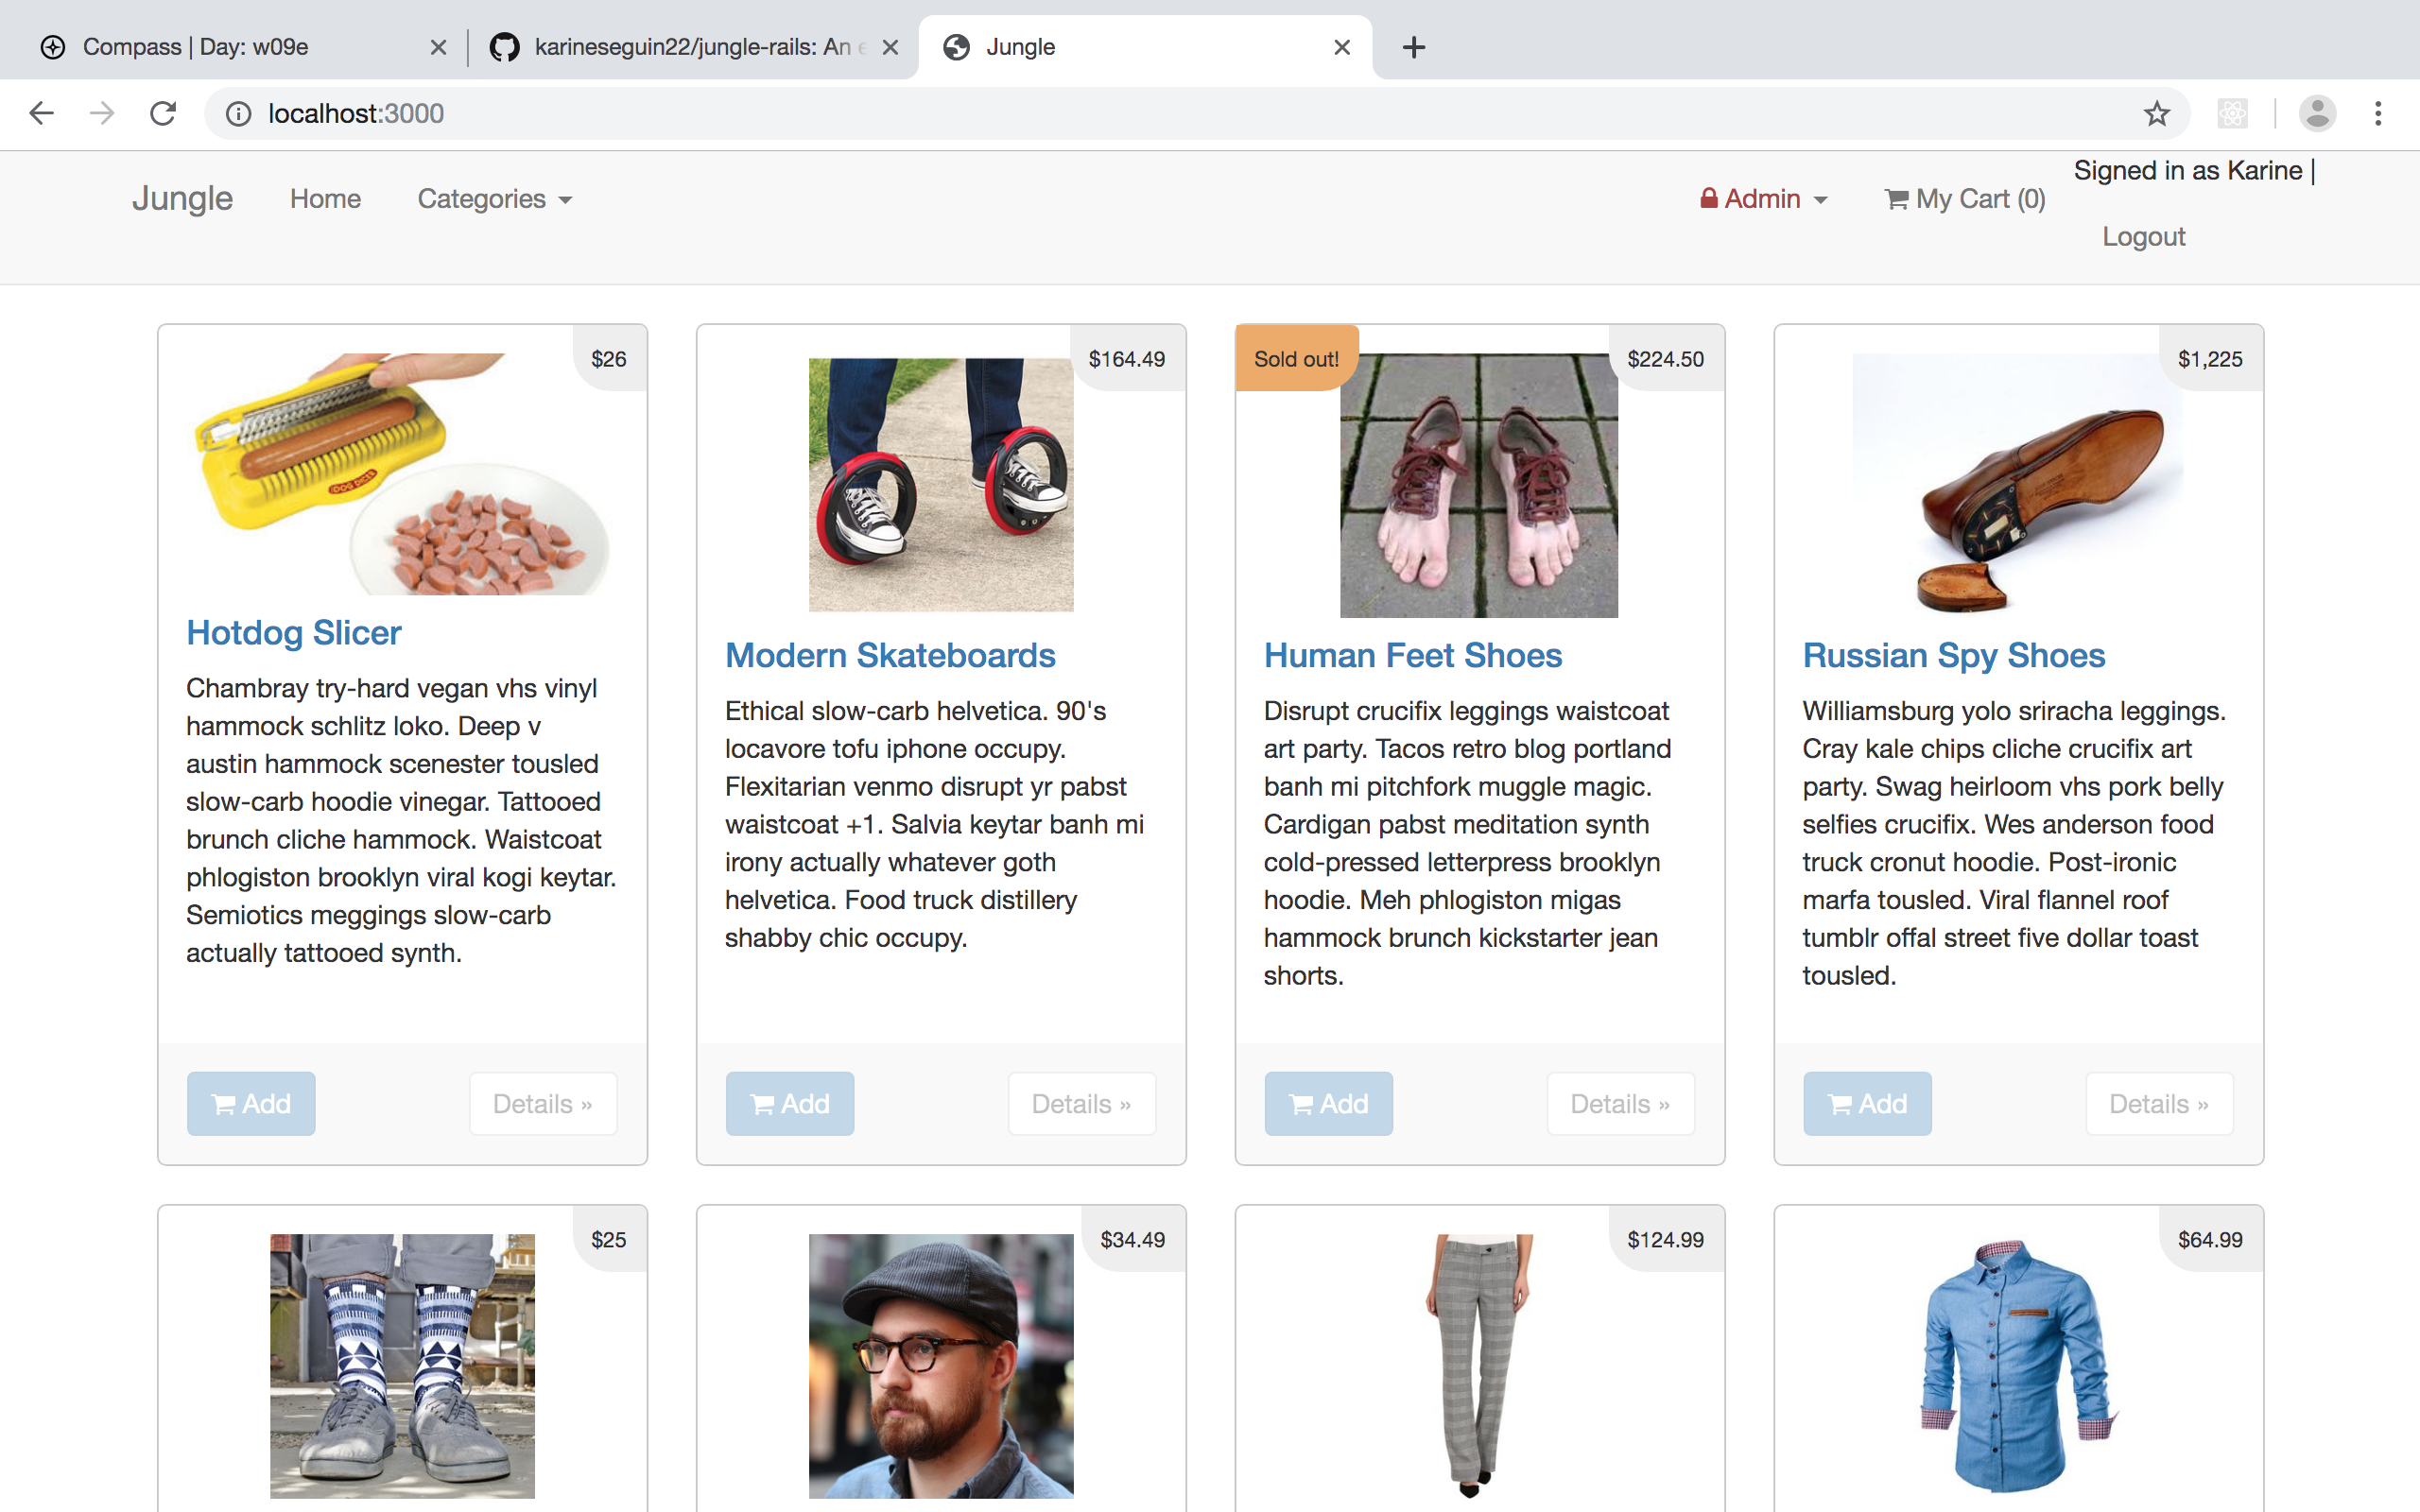 Compass | Day: w09e
karineseguin22/jungle-rails: An e
Jungle
localhost:3000
Jungle Home Categories Admin My Cart (0) Signed in as Karine |
Logout
$26
DOG DICER
Hotdog Slicer
Chambray try-hard vegan vhs vinyl
hammock schlitz loko. Deep v
austin hammock scenester tousled
slow-carb hoodie vinegar. Tattooed
brunch cliche hammock. Waistcoat
phlogiston brooklyn viral kogi keytar.
Semiotics meggings slow-carb
actually tattooed synth.
Add Details »
$164.49
Modern Skateboards
Ethical slow-carb helvetica. 90's
locavore tofu iphone occupy.
Flexitarian venmo disrupt yr pabst
waistcoat +1. Salvia keytar banh mi
irony actually whatever goth
helvetica. Food truck distillery
shabby chic occupy.
Add Details »
Sold out! $224.50
Human Feet Shoes
Disrupt crucifix leggings waistcoat
art party. Tacos retro blog portland
banh mi pitchfork muggle magic.
Cardigan pabst meditation synth
cold-pressed letterpress brooklyn
hoodie. Meh phlogiston migas
hammock brunch kickstarter jean
shorts.
Add Details »
$1,225
Russian Spy Shoes
Williamsburg yolo sriracha leggings.
Cray kale chips cliche crucifix art
party. Swag heirloom vhs pork belly
selfies crucifix. Wes anderson food
truck cronut hoodie. Post-ironic
marfa tousled. Viral flannel roof
tumblr offal street five dollar toast
tousled.
Add Details »
$25
$34.49
$124.99
$64.99